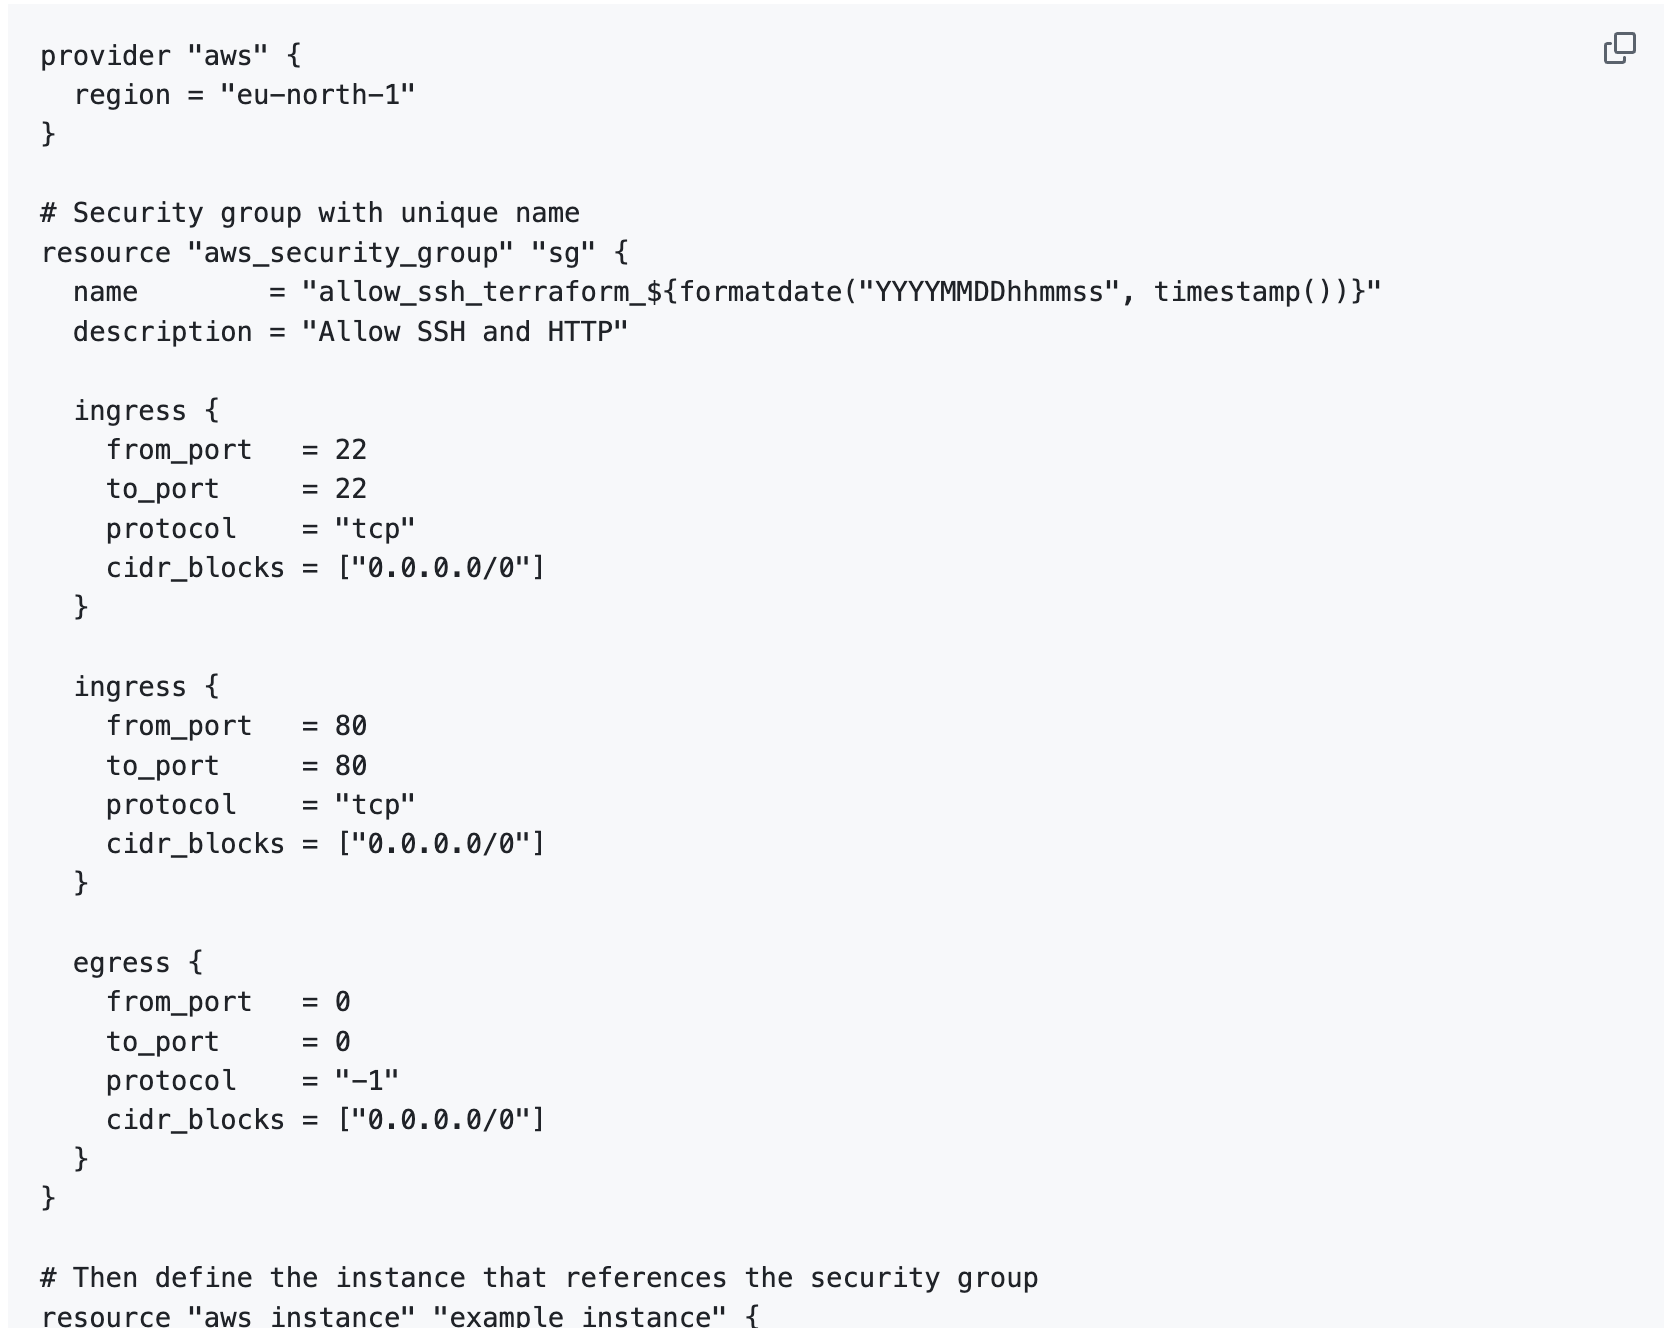 provider "aws" {
  region = "eu-north-1"
}

# Security group with unique name
resource "aws_security_group" "sg" {
  name        = "allow_ssh_terraform_${formatdate("YYYYMMDDhhmmss", timestamp())}"
  description = "Allow SSH and HTTP"

  ingress {
    from_port   = 22
    to_port     = 22
    protocol    = "tcp"
    cidr_blocks = ["0.0.0.0/0"]
  }

  ingress {
    from_port   = 80
    to_port     = 80
    protocol    = "tcp"
    cidr_blocks = ["0.0.0.0/0"]
  }

  egress {
    from_port   = 0
    to_port     = 0
    protocol    = "-1"
    cidr_blocks = ["0.0.0.0/0"]
  }
}

# Then define the instance that references the security group
resource "aws_instance" "example_instance" {